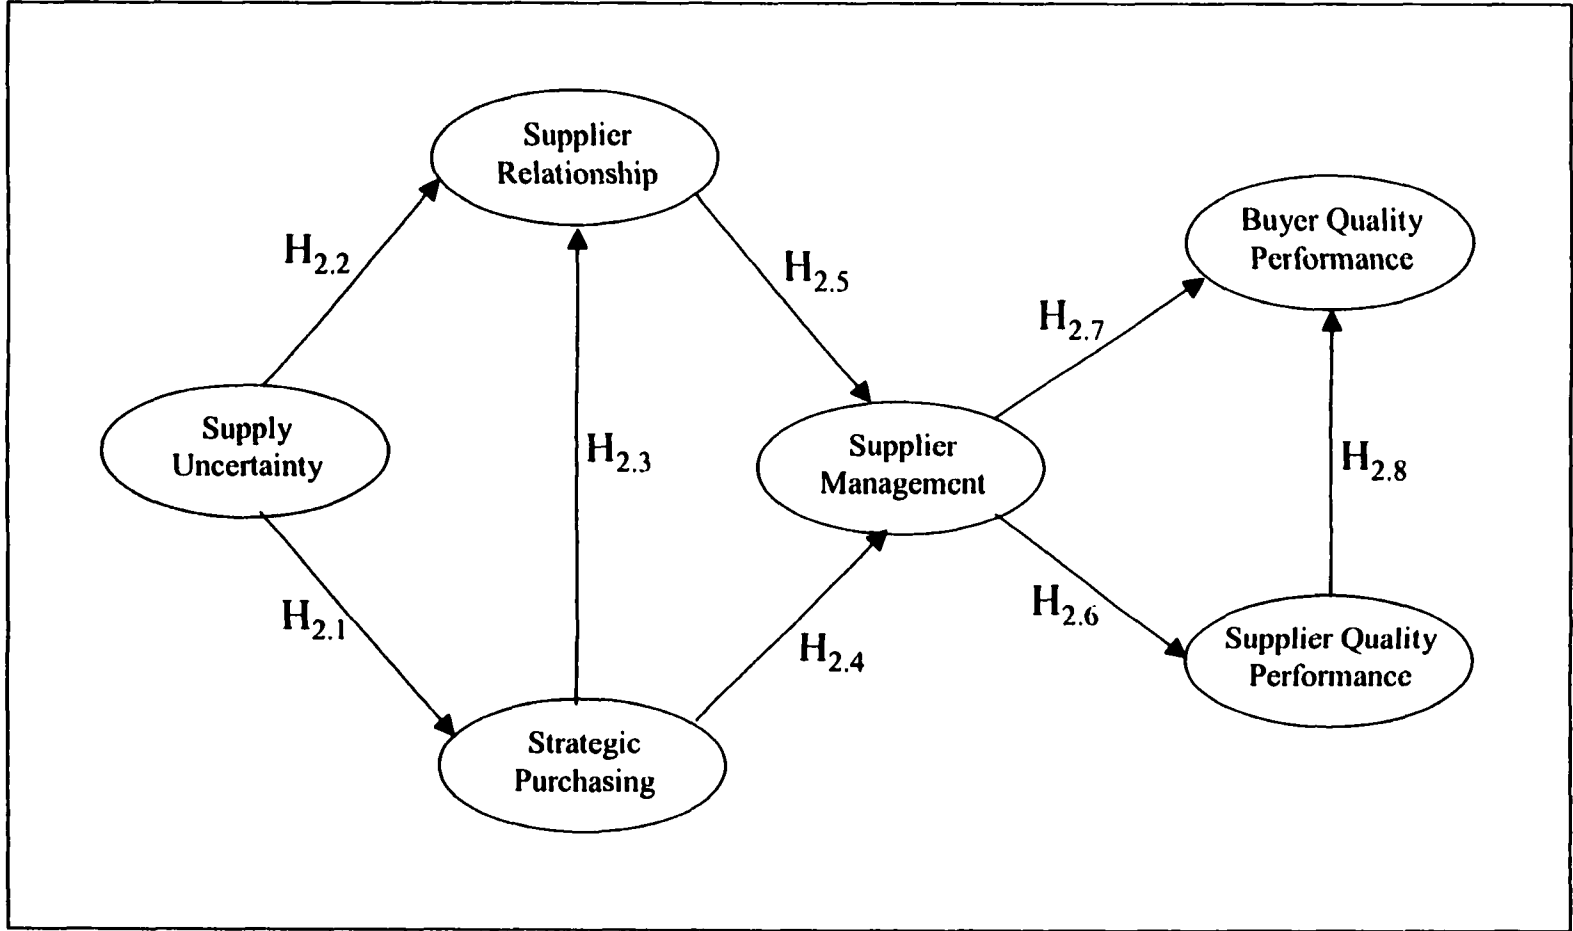 Supplier
Relationship
Buyer Quality
Performance
H2.2
H2.5
H2.7
Supply
Uncertainty
H2.3
Supplier
Management
H2.8
H2.1
H2.4
H2.6
Supplier Quality
Performance
Strategic
Purchasing